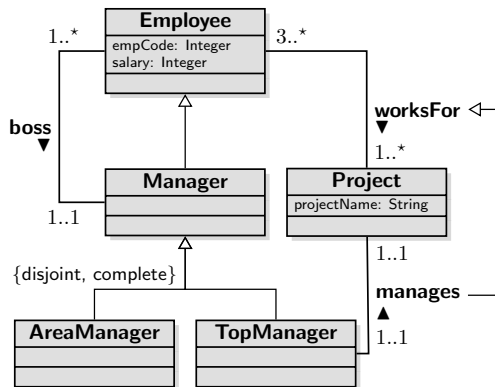 Employee
empCode: Integer
salary: Integer
1..*
3..*
boss
worksFor
1..*
1..1
Manager
Project
projectName: String
1..1
{disjoint, complete}
manages
1..1
AreaManager
TopManager